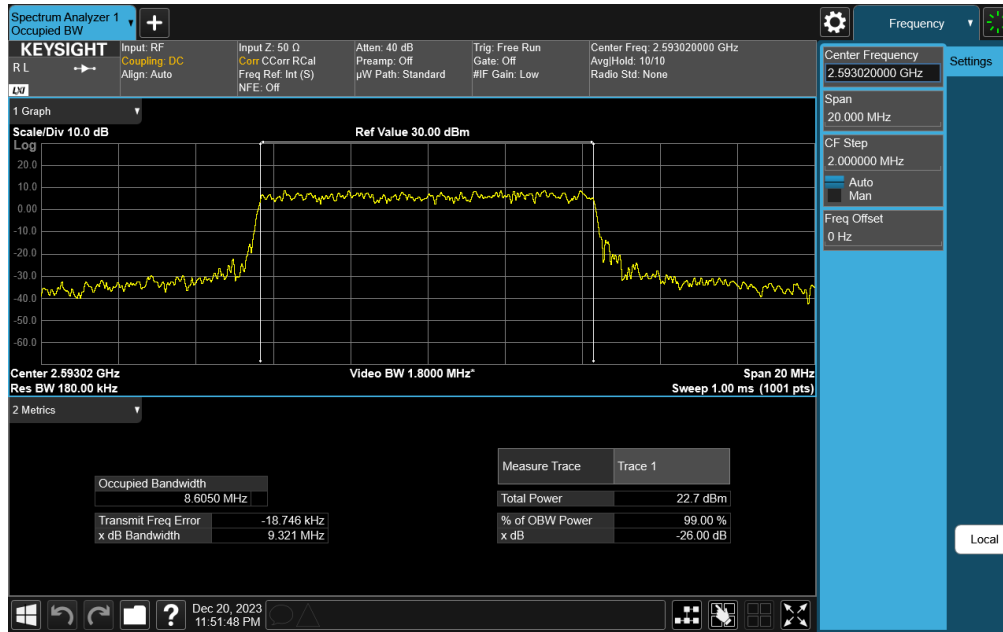 Spectrum Analyzer 1
Occupied BW
Frequency
KEYSIGHT
R L
LXI
Input: RF
Coupling: DC
Align: Auto
Input Z: 50 Ω
Corr CCorr RCal
Freq Ref: Int (S)
NFE: Off
Atten: 40 dB
Preamp: Off
µW Path: Standard
Trig: Free Run
Gate: Off
#IF Gain: Low
Center Freq: 2.593020000 GHz
Avg|Hold: 10/10
Radio Std: None
Center Frequency
2.593020000 GHz
Settings
Span
20.000 MHz
CF Step
2.000000 MHz
Auto
Man
Freq Offset
0 Hz
Local
1 Graph
Scale/Div 10.0 dB
Ref Value 30.00 dBm
Log
20.0
10.0
0.00
-10.0
-20.0
-30.0
-40.0
-50.0
-60.0
Center 2.59302 GHz
Video BW 1.8000 MHz*
Span 20 MHz
Res BW 180.00 kHz
Sweep 1.00 ms (1001 pts)
2 Metrics
Occupied Bandwidth
8.6050 MHz
Transmit Freq Error -18.746 kHz
x dB Bandwidth 9.321 MHz
Measure Trace Trace 1
Total Power 22.7 dBm
% of OBW Power 99.00 %
x dB -26.00 dB
Dec 20, 2023
11:51:48 PM